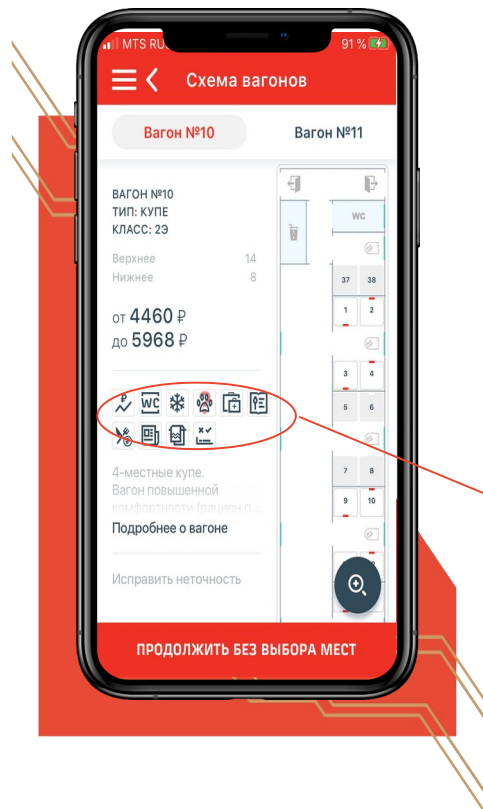 MTS RU
91 %
Схема вагонов
Вагон №10
Вагон №11
ВАГОН №10
ТИП: КУПЕ
КЛАСС: 2Э
Верхнее 14
Нижнее 8
от 4460 ₽
до 5968 ₽
WC
4-местные купе.
Вагон повышенной
комфортности (рацион п...
Подробнее о вагоне
Исправить неточность
WC
37 38
1 2
3 4
5 6
7 8
9 10
ПРОДОЛЖИТЬ БЕЗ ВЫБОРА МЕСТ